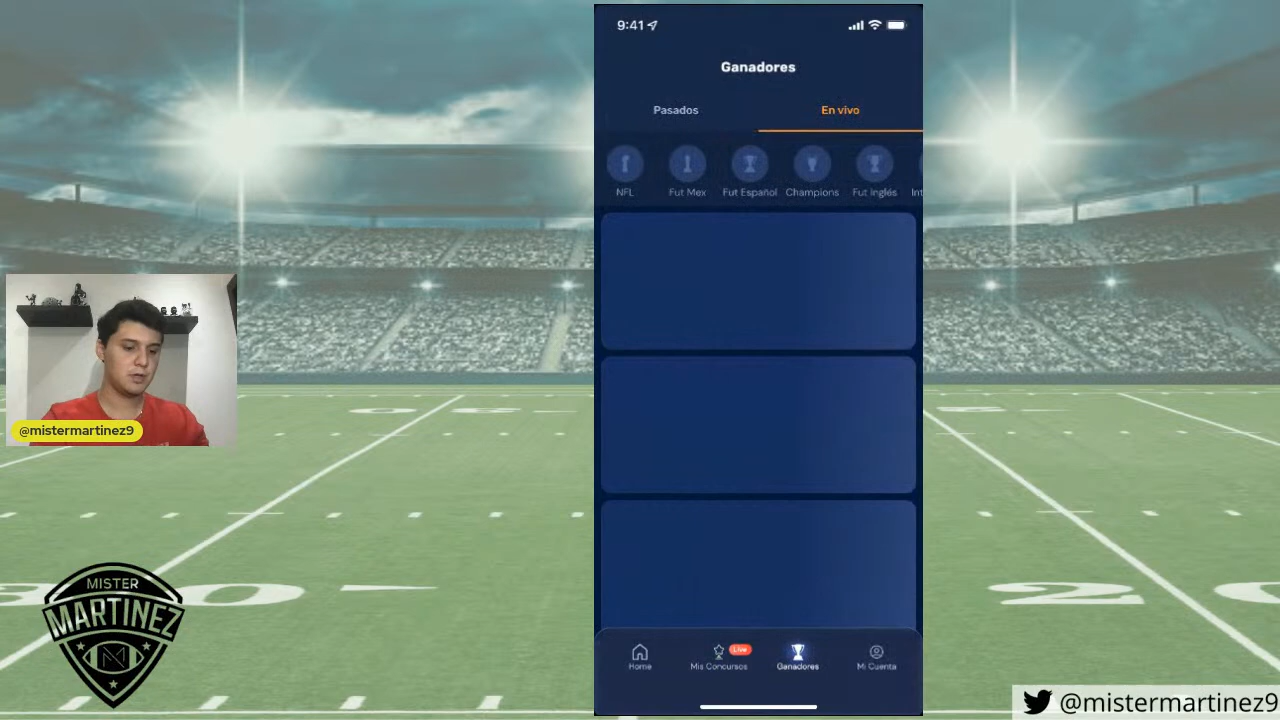 9:41
Ganadores
Pasados
En vivo
NFL
Fut Mex
Fut Español
Champions
Fut Inglés
Int
@mistermartinez9
MISTER
MARTINEZ
M
Home
Mis Concursos
Live
Ganadores
Mi Cuenta
@mistermartinez9